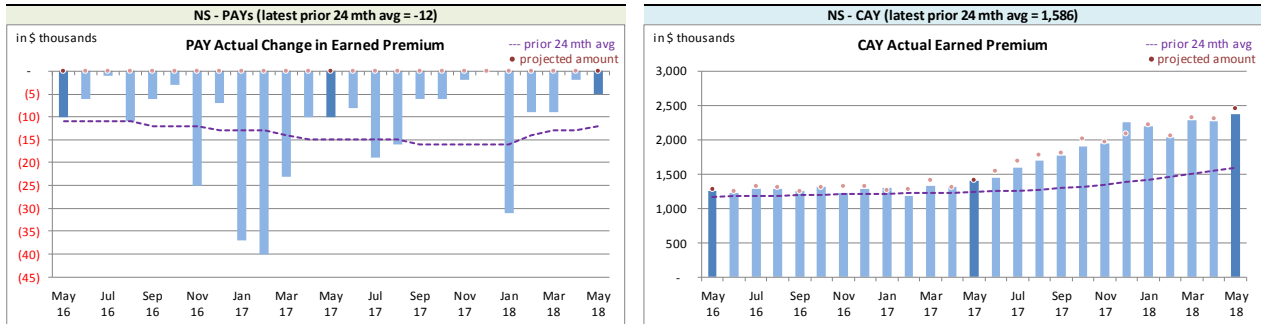 NS - PAYs (latest prior 24 mth avg = -12)
in $ thousands
PAY Actual Change in Earned Premium
--- prior 24 mth avg
● projected amount
-
(5)
(10)
(15)
(20)
(25)
(30)
(35)
(40)
(45)
May Jul Sep Nov Jan Mar May Jul Sep Nov Jan Mar May
16 16 16 16 17 17 17 17 17 17 18 18 18
NS - CAY (latest prior 24 mth avg = 1,586)
in $ thousands
CAY Actual Earned Premium
--- prior 24 mth avg
● projected amount
3,000
2,500
2,000
1,500
1,000
500
-
May Jul Sep Nov Jan Mar May Jul Sep Nov Jan Mar May
16 16 16 16 17 17 17 17 17 17 18 18 18